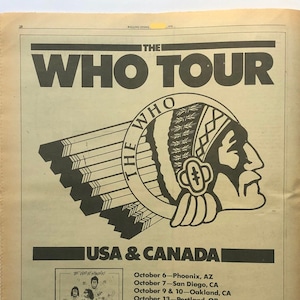 THE
WHO TOUR
THE WHO
USA & CANADA
October 6—Phoenix, AZ
October 7—San Diego, CA
October 9 & 10—Oakland, CA